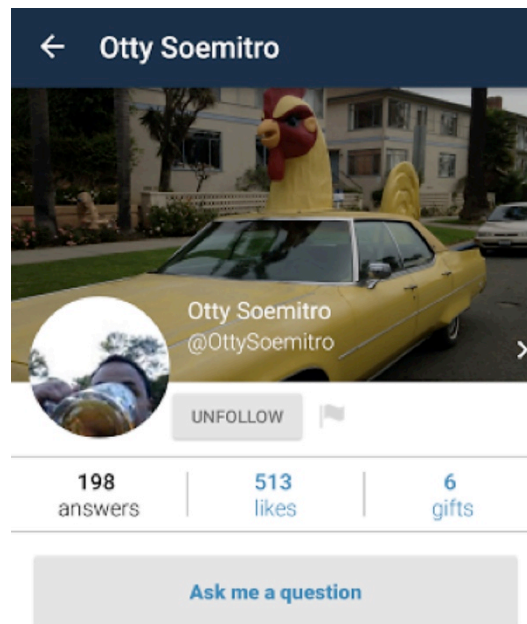 Otty Soemitro
Otty Soemitro
@OttySoemitro
UNFOLLOW
198
answers
513
likes
6
gifts
Ask me a question